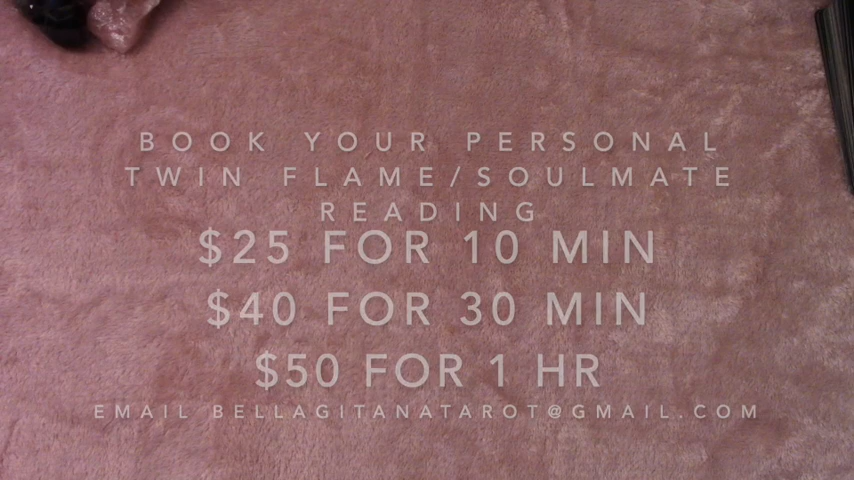 BOOK YOUR PERSONAL
TWIN FLAME/SOULMATE
READING
$25 FOR 10 MIN
$40 FOR 30 MIN
$50 FOR 1 HR
EMAIL BELLAGITANATAROT@GMAIL.COM